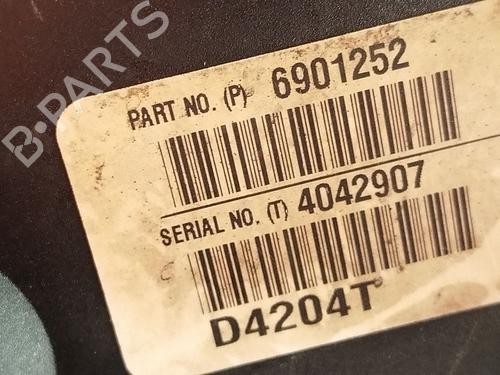 B-PARTS
PART NO. (P) 6901252
SERIAL NO. (T) 4042907
D4204T